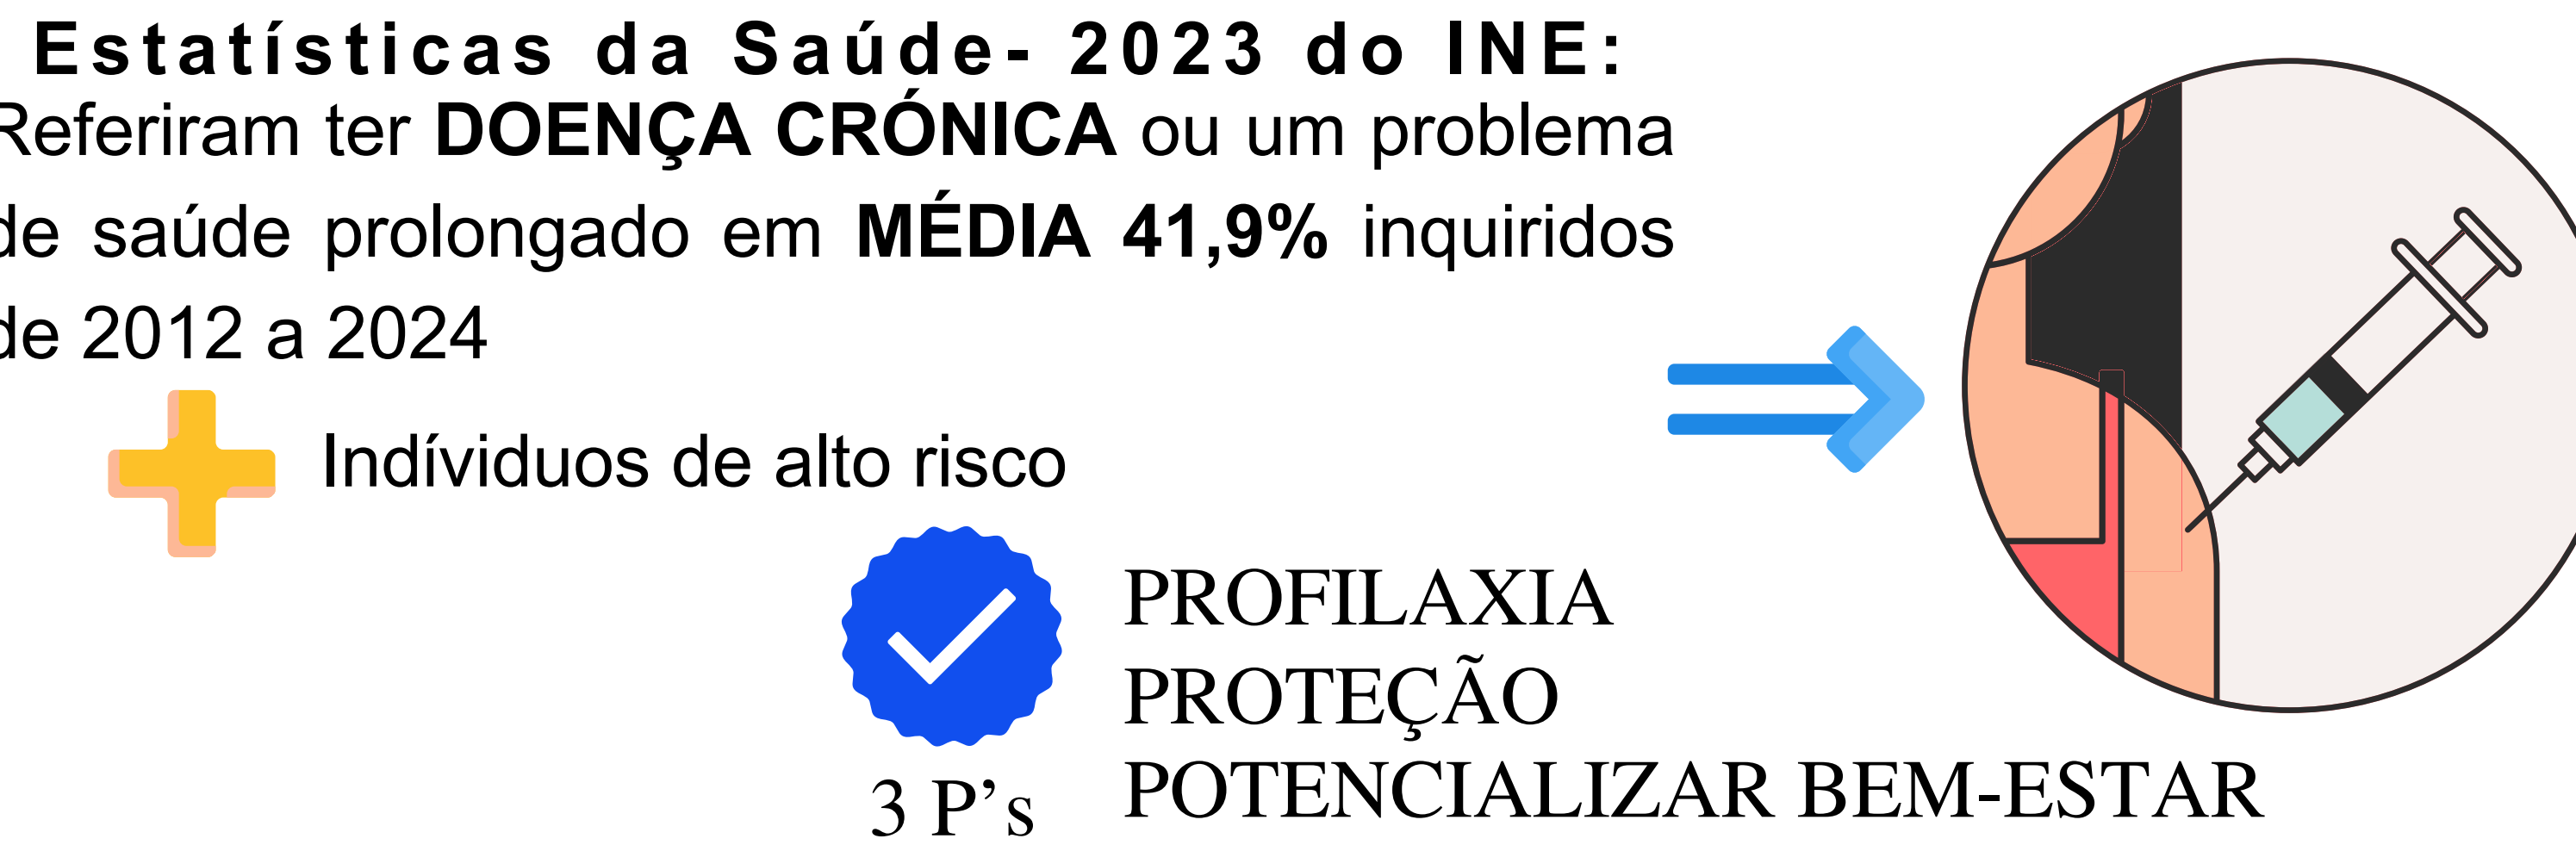 Estatísticas da Saúde- 2023 do INE:
Referiram ter DOENÇA CRÓNICA ou um problema
de saúde prolongado em MÉDIA 41,9% inquiridos
de 2012 a 2024
Indíviduos de alto risco
PROFILAXIA
PROTEÇÃO
POTENCIALIZAR BEM-ESTAR
3 P’s